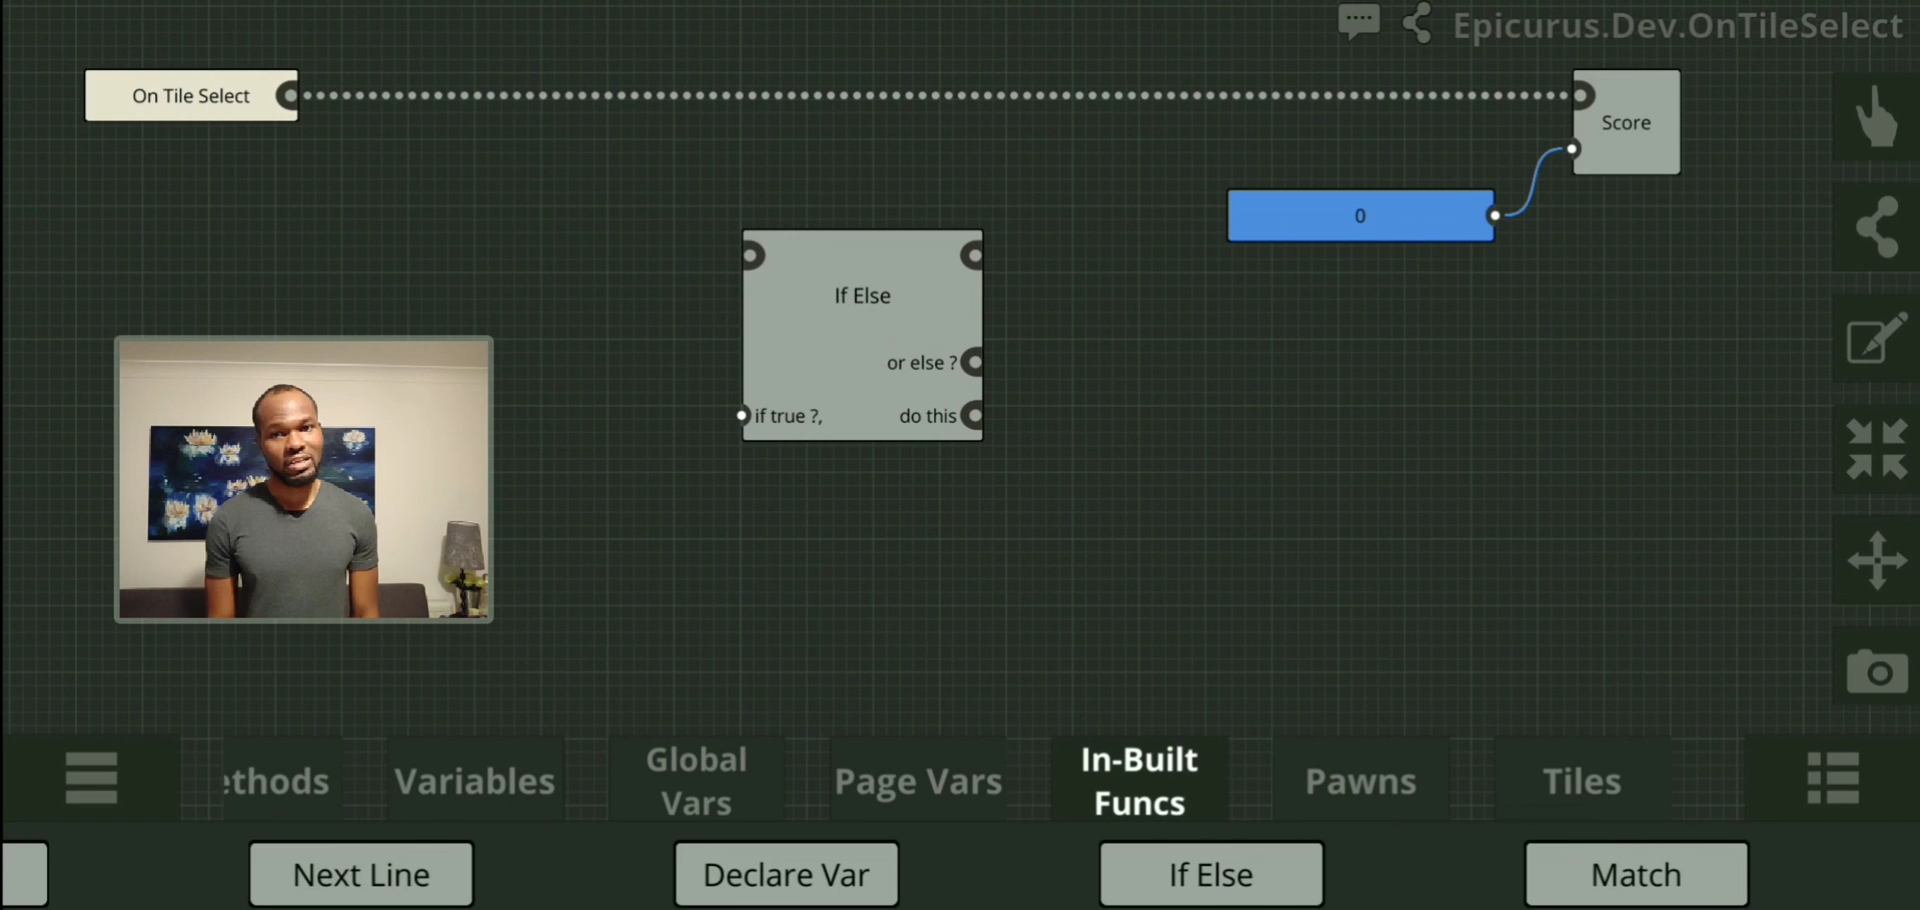 Epicurus.Dev.OnTileSelect
On Tile Select
Score
0
If Else
or else ?
if true ?,
do this
ethods
Variables
Global
Vars
Page Vars
In-Built
Funcs
Pawns
Tiles
Next Line
Declare Var
If Else
Match